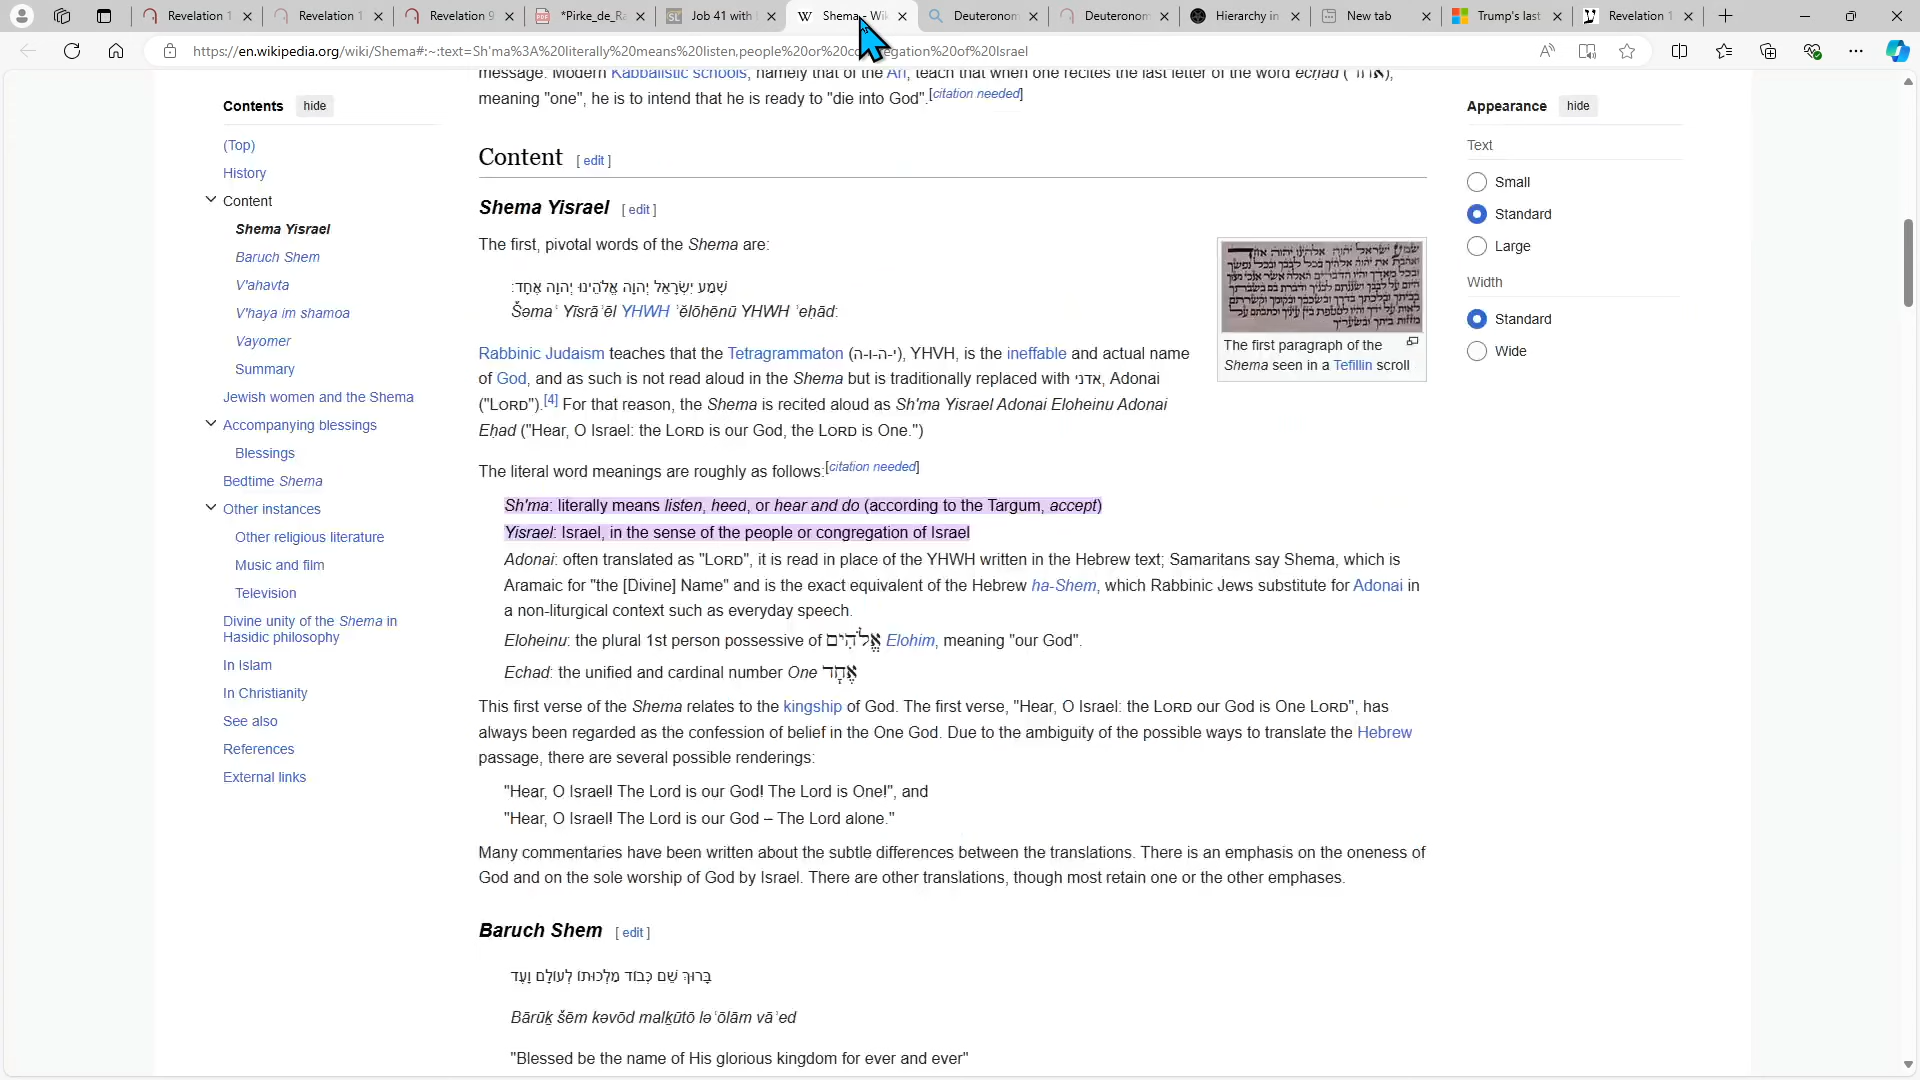 Revelation 1
Revelation 1
Revelation 9
*Pirke_de_Ra
Job 41 with
Shema - Wik
Deuteronom
Deuteronom
Hierarchy in
New tab
Trump's last
Revelation 1
https://en.wikipedia.org/wiki/Shema#:~:text=Sh'ma%3A%20literally%20means%20listen,people%20or%20congregation%20of%20Israel
Contents hide
(Top)
History
Content
Shema Yisrael
Baruch Shem
V'ahavta
V'haya im shamoa
Vayomer
Summary
Jewish women and the Shema
Accompanying blessings
Blessings
Bedtime Shema
Other instances
Other religious literature
Music and film
Television
Divine unity of the Shema in
Hasidic philosophy
In Islam
In Christianity
See also
References
External links
message. Modern Kabbalistic schools, namely that of the Ari, teach that when one recites the last letter of the word echad (אחד),
meaning "one", he is to intend that he is ready to "die into God".[citation needed]
Content [ edit ]
Shema Yisrael [ edit ]
The first, pivotal words of the Shema are:
שְׁמַע יִשְׂרָאֵל יְהוָה אֱלֹהֵינוּ יְהוָה אֶחָד׃
Šəmaʿ Yīsrāʾēl YHWH ʾĕlōhēnū YHWH ʾeḥād:
Rabbinic Judaism teaches that the Tetragrammaton (י-ה-ו-ה), YHVH, is the ineffable and actual name
of God, and as such is not read aloud in the Shema but is traditionally replaced with אדני, Adonai
("LORD").[4] For that reason, the Shema is recited aloud as Sh'ma Yisrael Adonai Eloheinu Adonai
Eḥad ("Hear, O Israel: the LORD is our God, the LORD is One.")
The first paragraph of the
Shema seen in a Tefillin scroll
The literal word meanings are roughly as follows:[citation needed]
Sh'ma: literally means listen, heed, or hear and do (according to the Targum, accept)
Yisrael: Israel, in the sense of the people or congregation of Israel
Adonai: often translated as "LORD", it is read in place of the YHWH written in the Hebrew text; Samaritans say Shema, which is
Aramaic for "the [Divine] Name" and is the exact equivalent of the Hebrew ha-Shem, which Rabbinic Jews substitute for Adonai in
a non-liturgical context such as everyday speech.
Eloheinu: the plural 1st person possessive of אֱלֹהִים Elohim, meaning "our God".
Echad: the unified and cardinal number One אֶחָד
This first verse of the Shema relates to the kingship of God. The first verse, "Hear, O Israel: the LORD our God is One LORD", has
always been regarded as the confession of belief in the One God. Due to the ambiguity of the possible ways to translate the Hebrew
passage, there are several possible renderings:
"Hear, O Israel! The Lord is our God! The Lord is One!", and
"Hear, O Israel! The Lord is our God – The Lord alone."
Many commentaries have been written about the subtle differences between the translations. There is an emphasis on the oneness of
God and on the sole worship of God by Israel. There are other translations, though most retain one or the other emphases.
Baruch Shem [ edit ]
בָּרוּךְ שֵׁם כְּבוֹד מַלְכוּתוֹ לְעוֹלָם וָעֶד
Bārūḵ šēm kəvōd malḵūtō ləʿōlām vāʿed
"Blessed be the name of His glorious kingdom for ever and ever"
Appearance hide
Text
Small
Standard
Large
Width
Standard
Wide